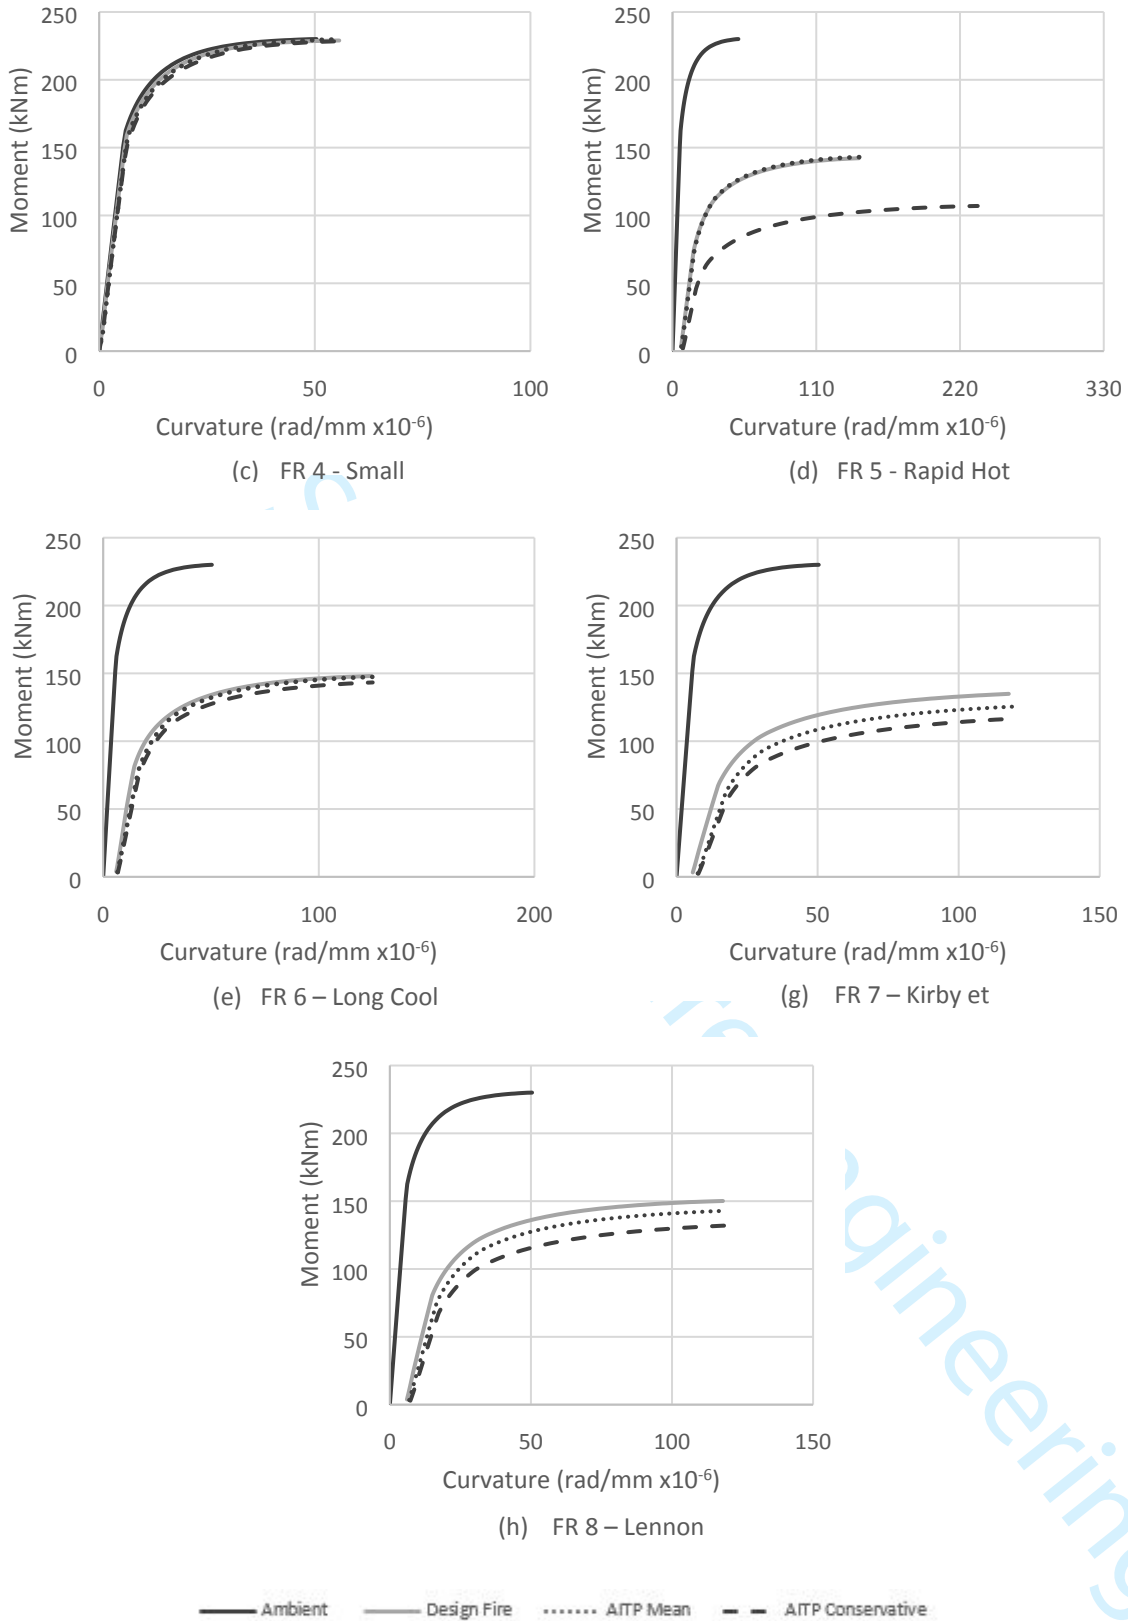 250
200
150
100
50
0
Moment (kNm)
0 50 100
Curvature (rad/mm x10-6)
(c) FR 4 - Small
250
200
150
100
50
0
Moment (kNm)
0 110 220 330
Curvature (rad/mm x10-6)
(d) FR 5 - Rapid Hot
250
200
150
100
50
0
Moment (kNm)
0 100 200
Curvature (rad/mm x10-6)
(e) FR 6 – Long Cool
250
200
150
100
50
0
Moment (kNm)
0 50 100 150
Curvature (rad/mm x10-6)
(g) FR 7 – Kirby et
250
200
150
100
50
0
Moment (kNm)
0 50 100 150
Curvature (rad/mm x10-6)
(h) FR 8 – Lennon
Ambient Design Fire AITP Mean AITP Conservative